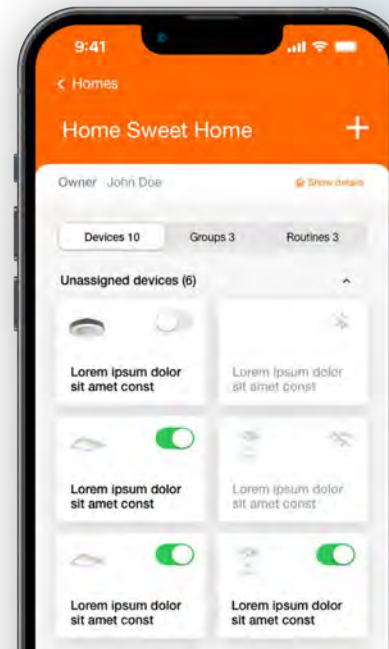 9:41
< Homes
Home Sweet Home +
Owner John Doe Show details
Devices 10 Groups 3 Routines 3
Unassigned devices (6)
Lorem ipsum dolor
sit amet const
Lorem ipsum dolor
sit amet const
Lorem ipsum dolor
sit amet const
Lorem ipsum dolor
sit amet const
Lorem ipsum dolor
sit amet const
Lorem ipsum dolor
sit amet const